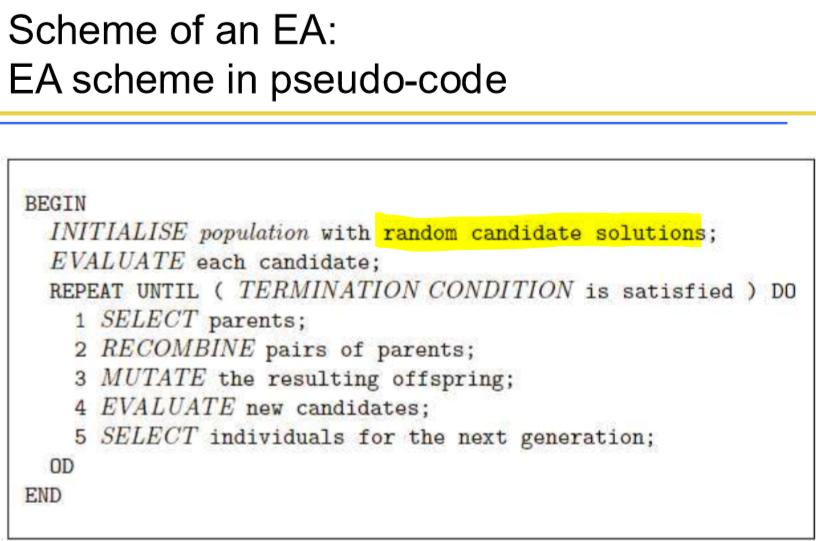 Scheme of an EA:
EA scheme in pseudo-code
BEGIN
INITIALISE population with random candidate solutions;
EVALUATE each candidate;
REPEAT UNTIL ( TERMINATION CONDITION is satisfied ) DO
1 SELECT parents;
2 RECOMBINE pairs of parents;
3 MUTATE the resulting offspring;
4 EVALUATE new candidates;
5 SELECT individuals for the next generation;
OD
END